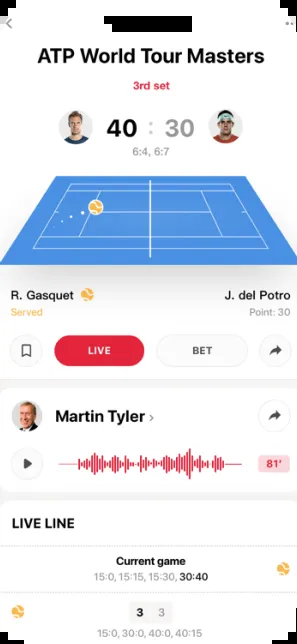 ATP World Tour Masters
3rd set
40 : 30
6:4, 6:7
R. Gasquet
J. del Potro
Served
Point: 30
LIVE
BET
Martin Tyler ›
81'
LIVE LINE
Current game
15:0, 15:15, 15:30, 30:40
3 3
15:0, 30:0, 40:0, 40:15